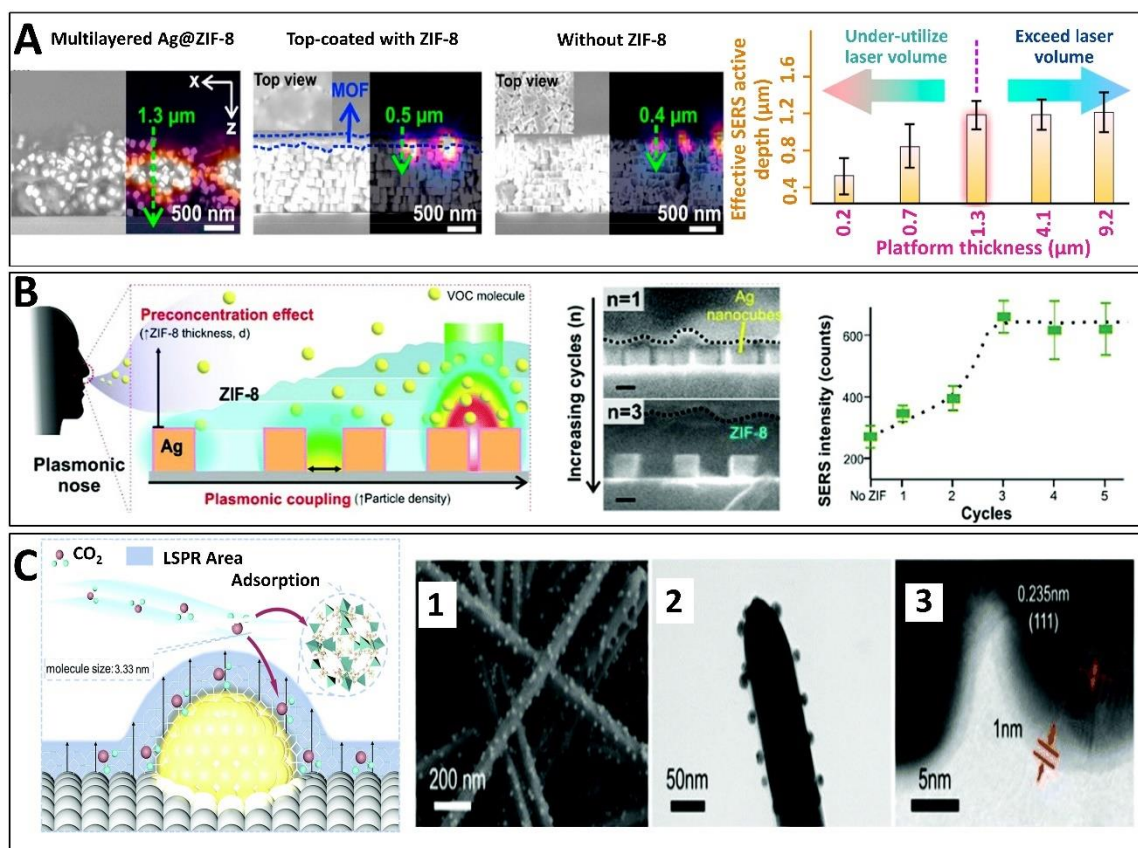 A
Multilayered Ag@ZIF-8
X
Z
1.3 µm
500 nm
Top-coated with ZIF-8
Top view
MOF
0.5 µm
500 nm
Without ZIF-8
Top view
0.4 µm
500 nm
Under-utilize
laser volume
Exceed laser
volume
Effective SERS active
depth (µm)
1.6
1.2
0.8
0.4
0.2
0.7
1.3
4.1
9.2
Platform thickness (µm)
B
Preconcentration effect
(↑ZIF-8 thickness, d)
VOC molecule
ZIF-8
Ag
Plasmonic
nose
Plasmonic coupling (↑Particle density)
Increasing cycles (n)
n=1
Ag
nanocubes
n=3
ZIF-8
SERS intensity (counts)
600
400
200
No ZIF
1
2
3
4
5
Cycles
C
CO2
LSPR Area
Adsorption
molecule size: 3.33 nm
1
200 nm
2
50nm
3
0.235nm
(111)
1nm
5nm